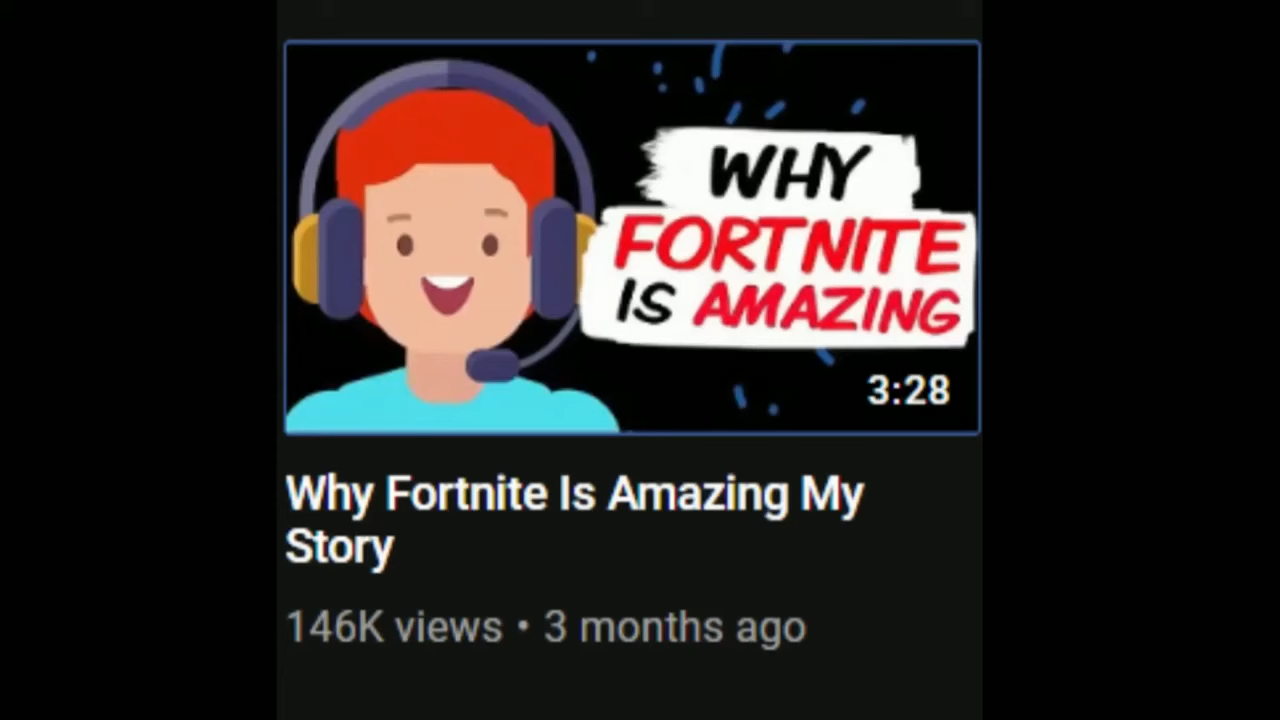 WHY
FORTNITE
IS AMAZING
3:28
Why Fortnite Is Amazing My
Story
146K views • 3 months ago